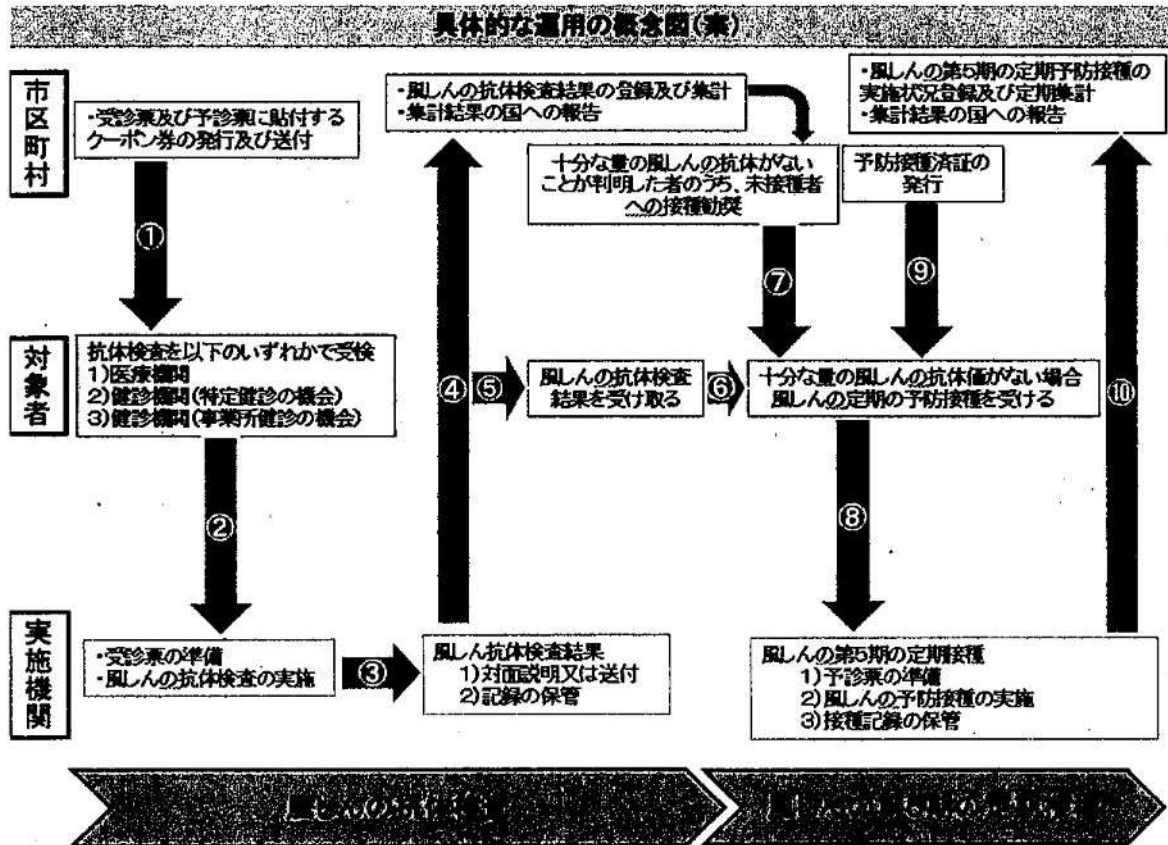 具体的な運用の概念図(案)
市区町村
・受診票及び予診票に貼付する
クーポン券の発行及び送付
・風しんの抗体検査結果の登録及び集計
・集計結果の国への報告
十分な量の風しんの抗体がない
ことが判明した者のうち、未接種者
への接種勧奨
・風しんの第5期の定期予防接種の
実施状況登録及び定期集計
・集計結果の国への報告
予防接種済証の
発行
①
⑦
⑨
対象者
抗体検査を以下のいずれかで受検
1)医療機関
2)健診機関(特定健診の機会)
3)健診機関(事業所健診の機会)
④
⑤
風しんの抗体検査
結果を受け取る
⑥
十分な量の風しんの抗体価がない場合
風しんの定期の予防接種を受ける
⑩
②
⑧
実施機関
・受診票の準備
・風しんの抗体検査の実施
③
風しん抗体検査結果
1)対面説明又は送付
2)記録の保管
風しんの第5期の定期接種
1)予診票の準備
2)風しんの予防接種の実施
3)接種記録の保管
風しんの抗体検査